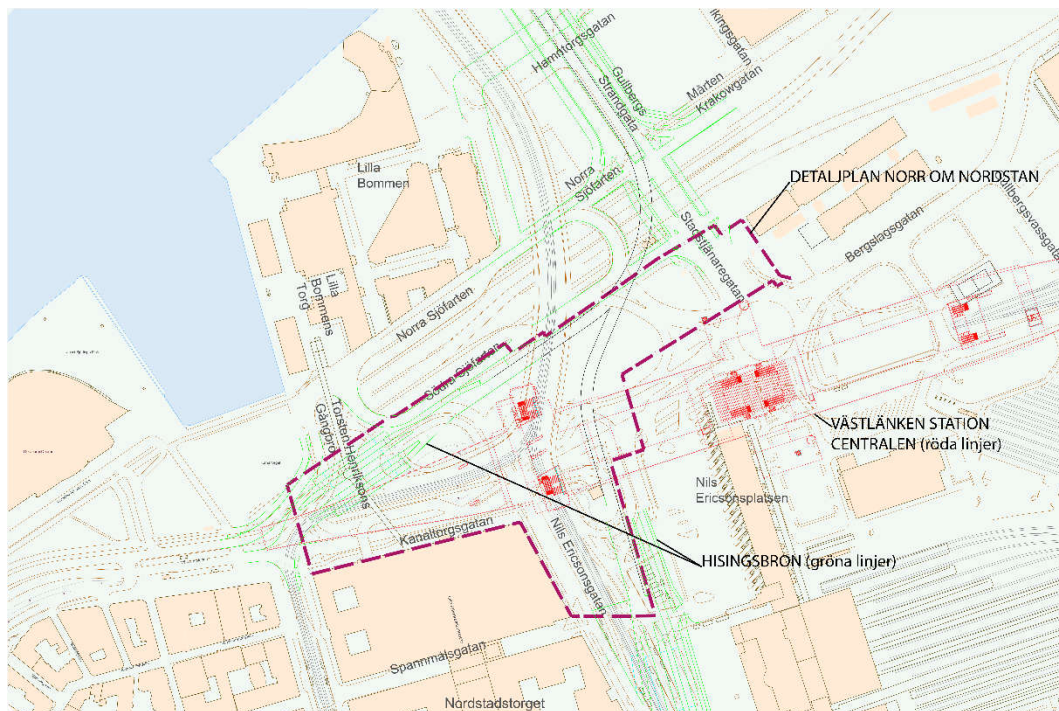 Hamntorgsgatan
Gullbergs
Strandgata
Mårten
Krakowgatan
Lilla
Bommen
Norra
Sjöfarten
DETALJPLAN NORR OM NORDSTAN
Stadstjänaregatan
Bergslagsgatan
Lilla
Bommens
Torg
Norra Sjöfarten
Södra Sjöfarten
Torsten Henriksons
Gångbro
VÄSTLÄNKEN STATION
CENTRALEN (röda linjer)
Nils
Ericsonsplatsen
Kanaltorgsgatan
Nils Ericsonsgatan
HISINGSBRON (gröna linjer)
Spannmålsgatan
Nordstadstorget